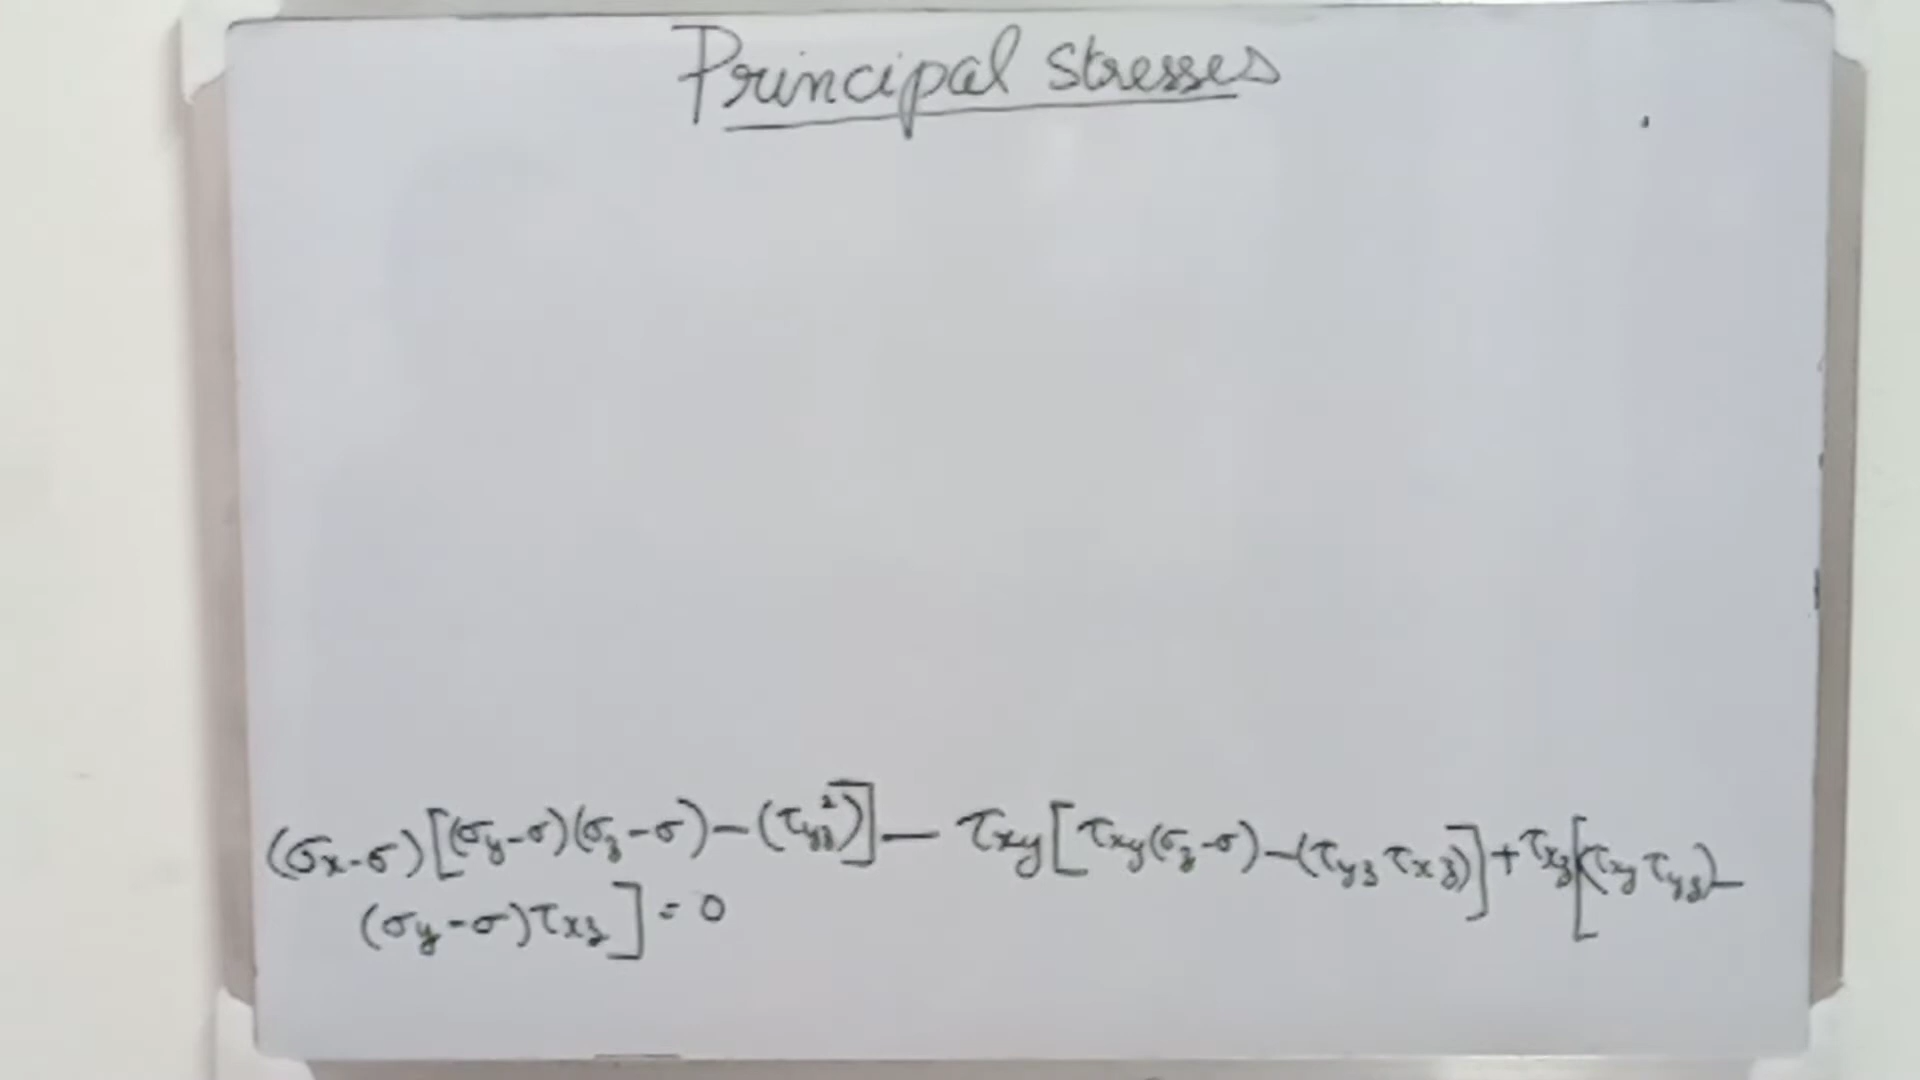 Principal stresses
(σx-σ)[(σy-σ)(σz-σ)-(τyz²)]- τxy[τxy(σz-σ)-(τyz τxz)]+τxz[(τxy τyz)-
(σy-σ)τxz]=0